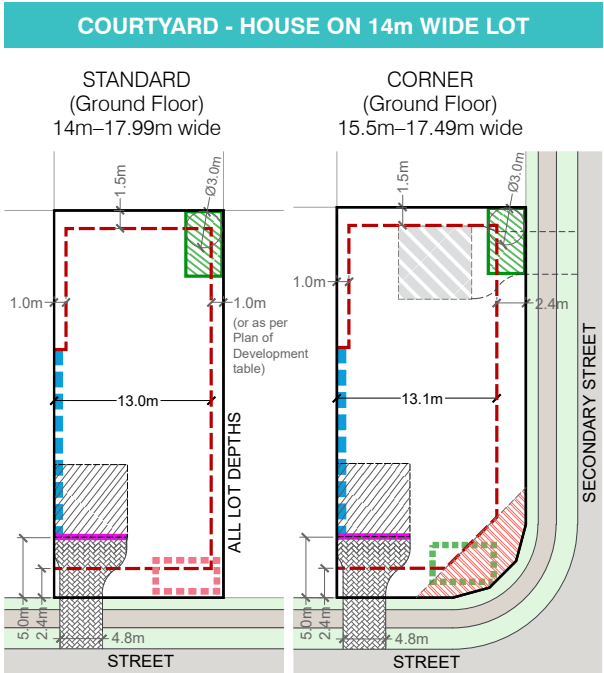 COURTYARD - HOUSE ON 14m WIDE LOT
STANDARD
(Ground Floor)
14m–17.99m wide
1.5m
Ø3.0m
1.0m
1.0m
(or as per
Plan of
Development
table)
13.0m
ALL LOT DEPTHS
5.0m
2.4m
4.8m
STREET
CORNER
(Ground Floor)
15.5m–17.49m wide
1.5m
Ø3.0m
1.0m
2.4m
13.1m
SECONDARY STREET
5.0m
2.4m
4.8m
STREET